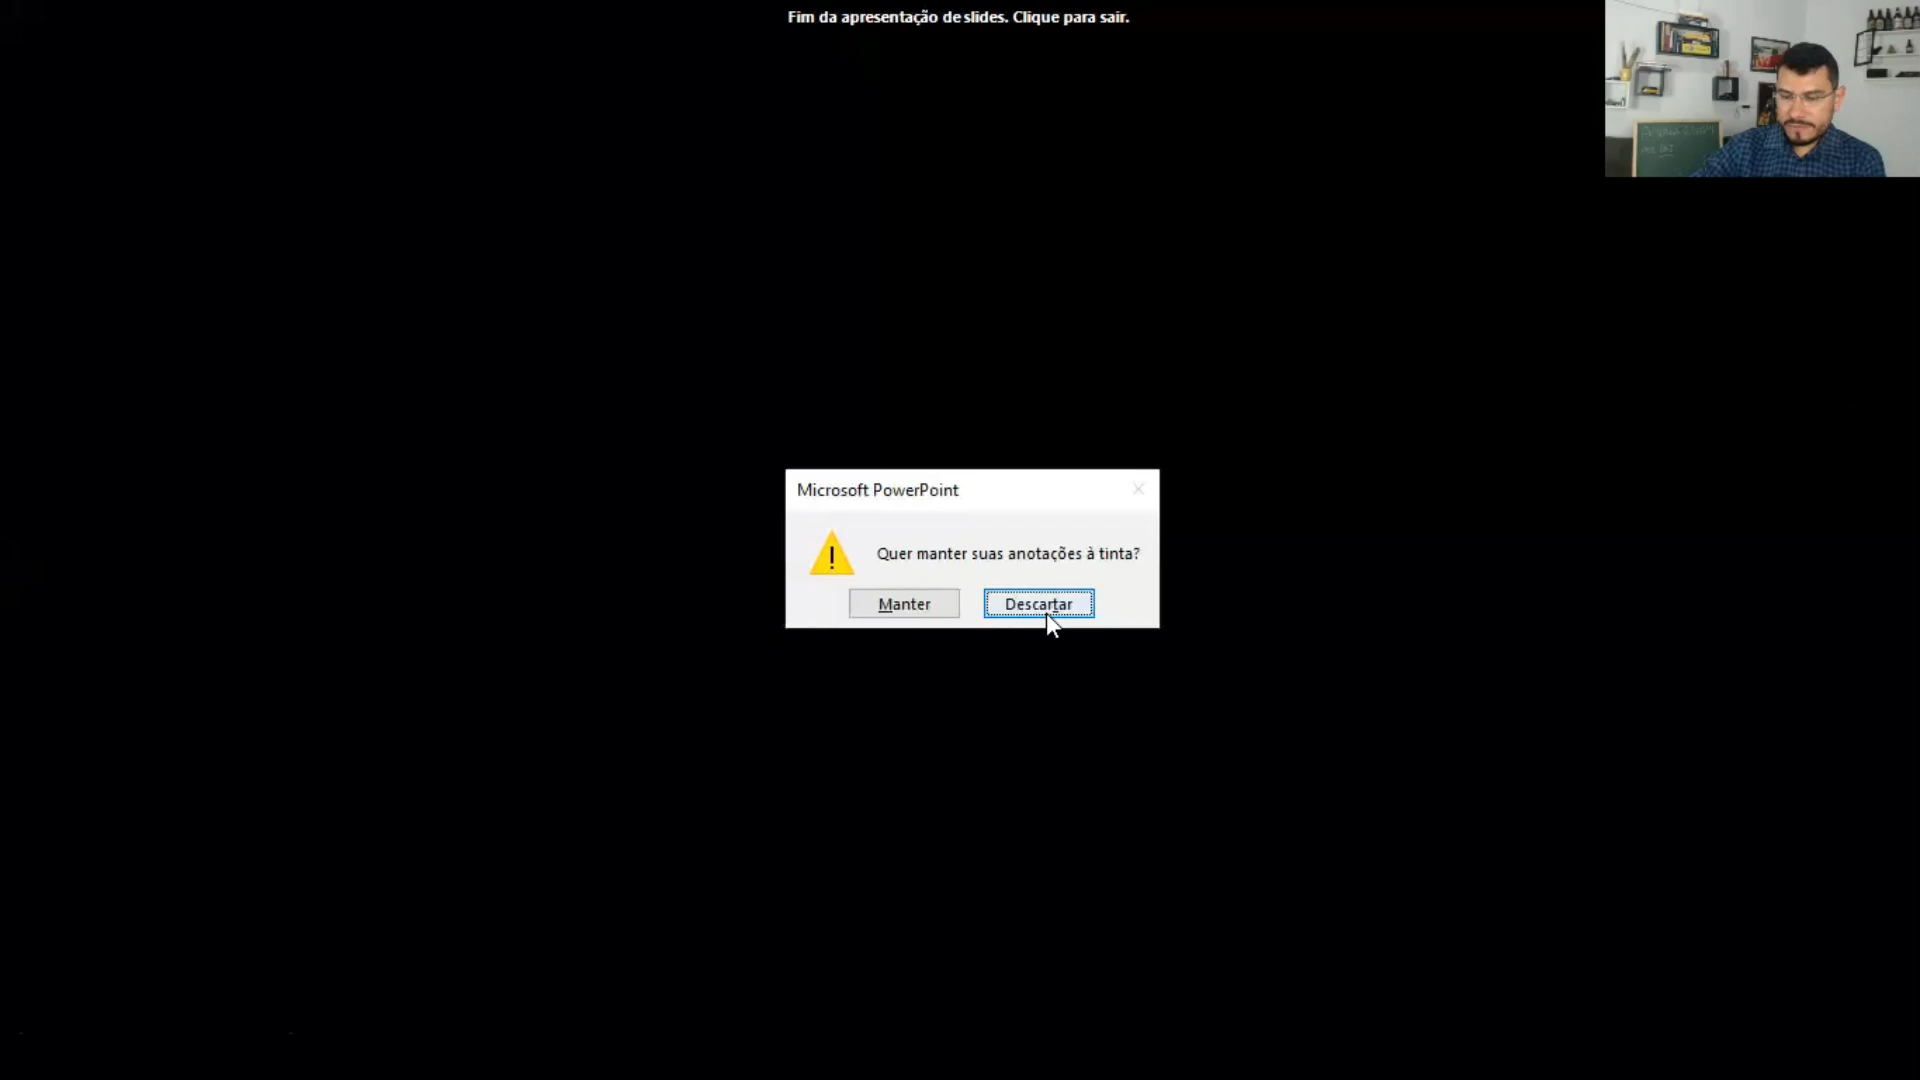 Fim da apresentação de slides. Clique para sair.
Microsoft PowerPoint
Quer manter suas anotações à tinta?
Manter
Descartar